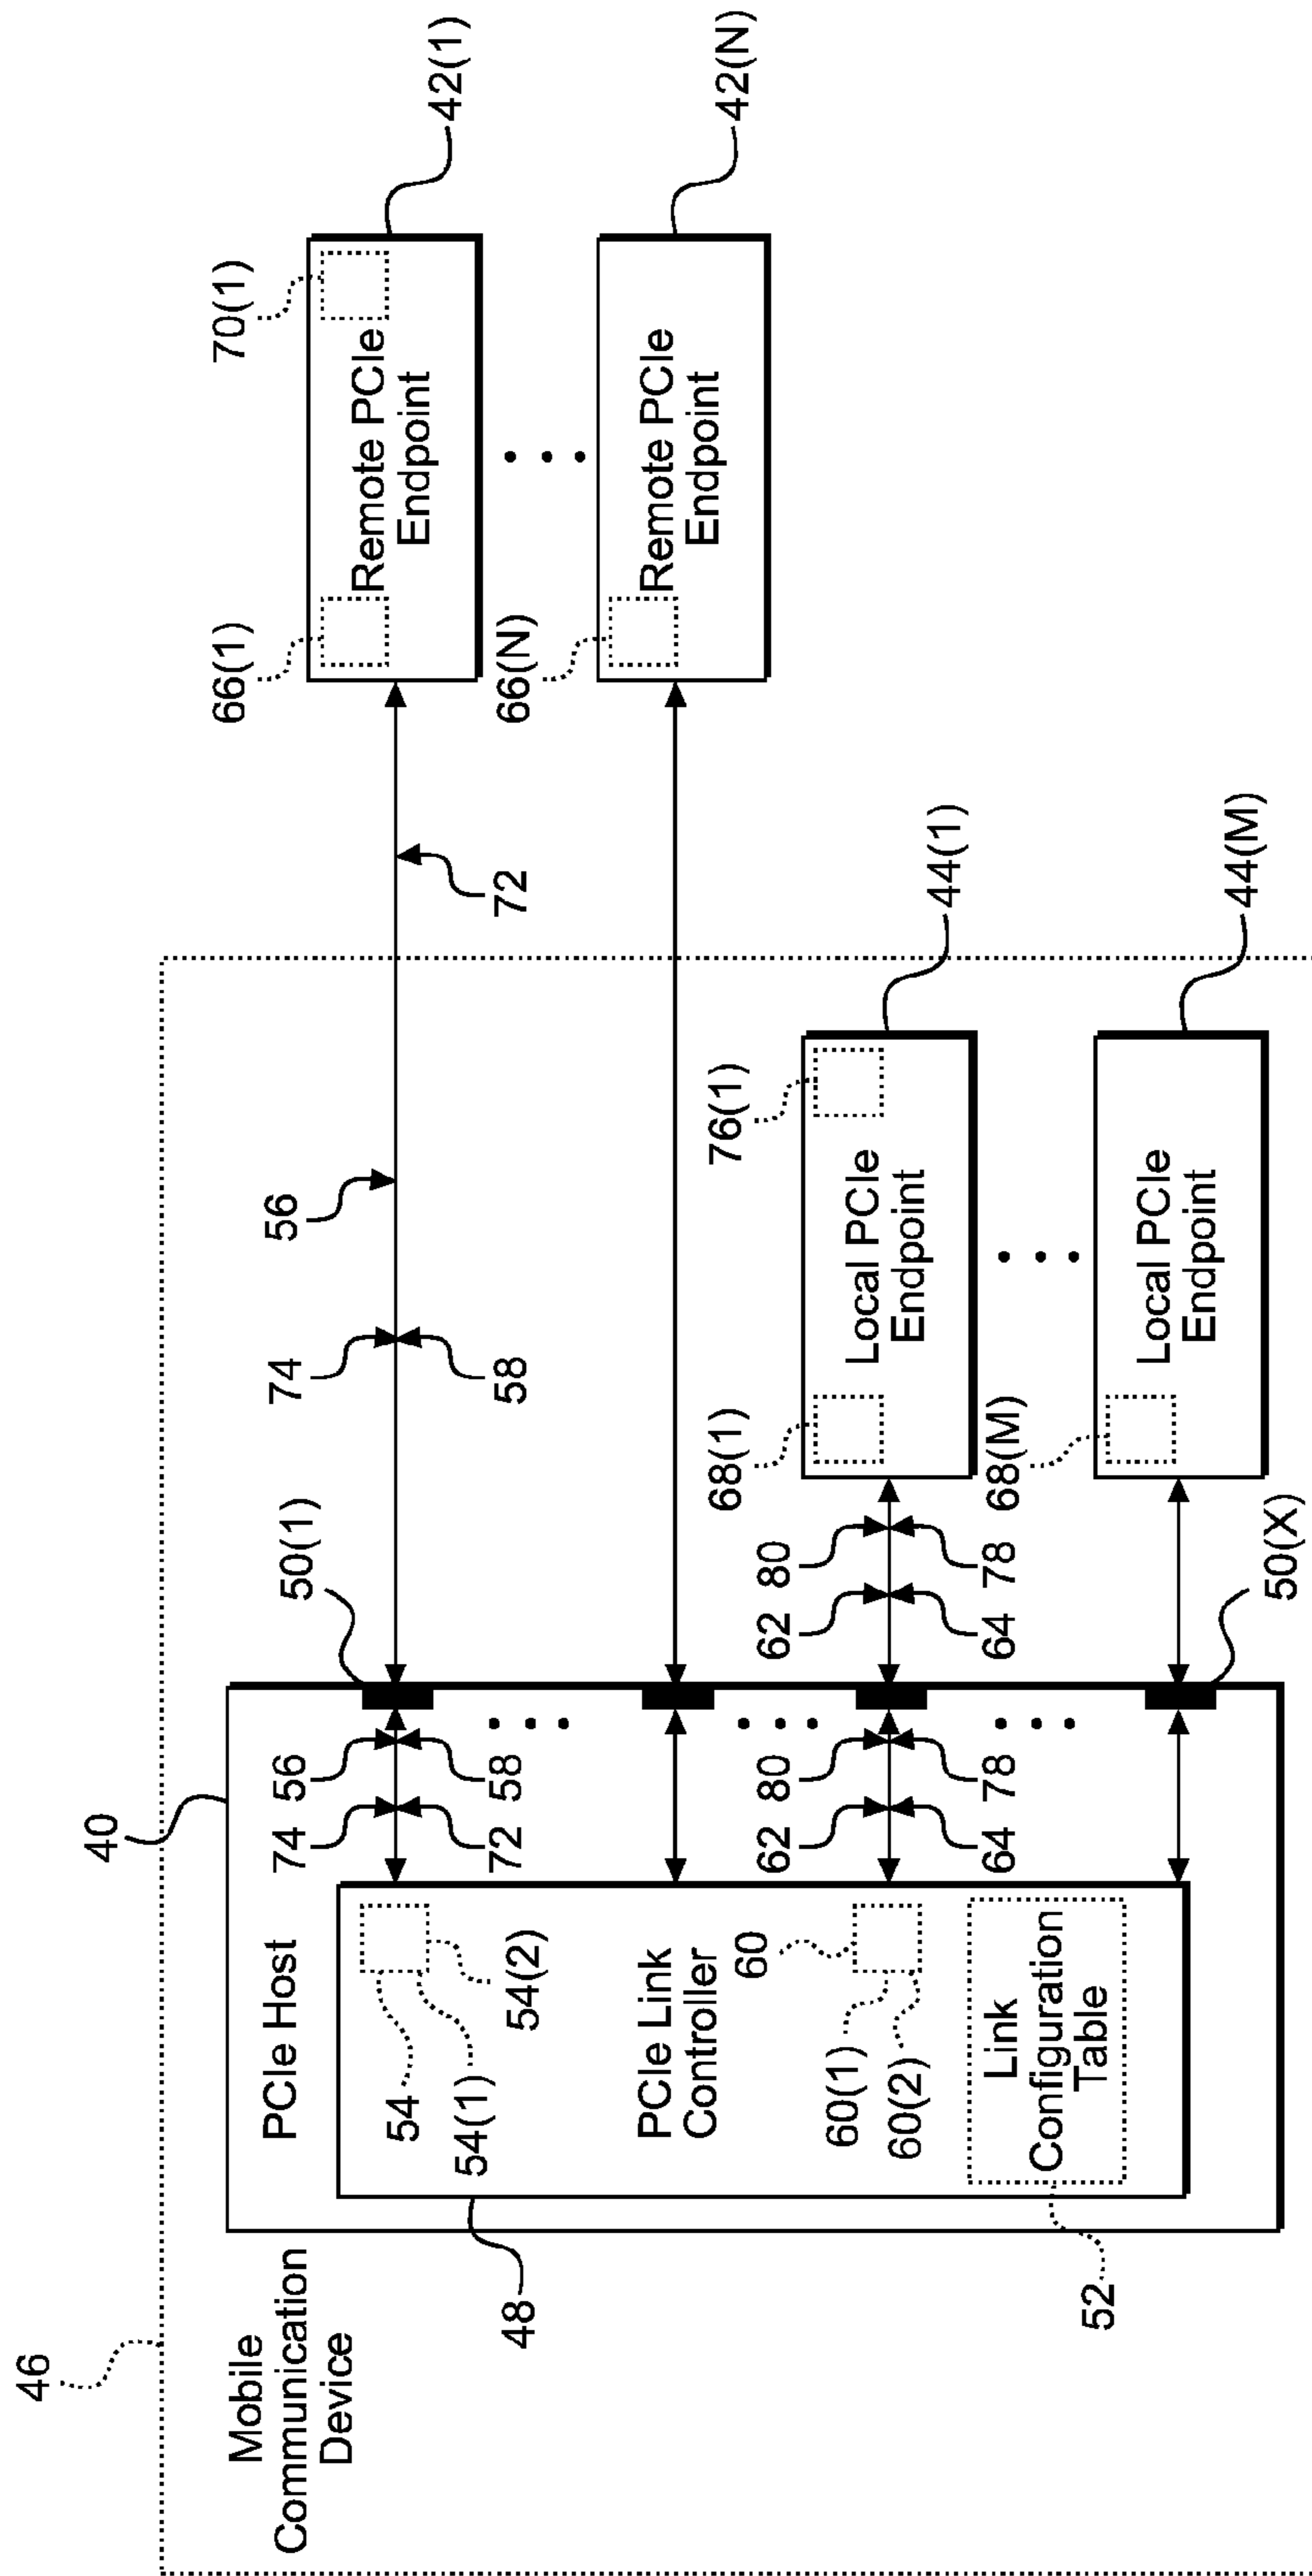 46
Mobile
Communication
Device
40
PCIe Host
48
54
54(1)
54(2)
PCIe Link
Controller
60
60(1)
60(2)
Link
Configuration
Table
52
74
56
72
58
62
80
64
78
50(1)
74
58
56
72
66(1)
70(1)
Remote PCIe
Endpoint
42(1)
66(N)
Remote PCIe
Endpoint
42(N)
62
80
64
78
68(1)
76(1)
Local PCIe
Endpoint
44(1)
68(M)
Local PCIe
Endpoint
44(M)
50(X)